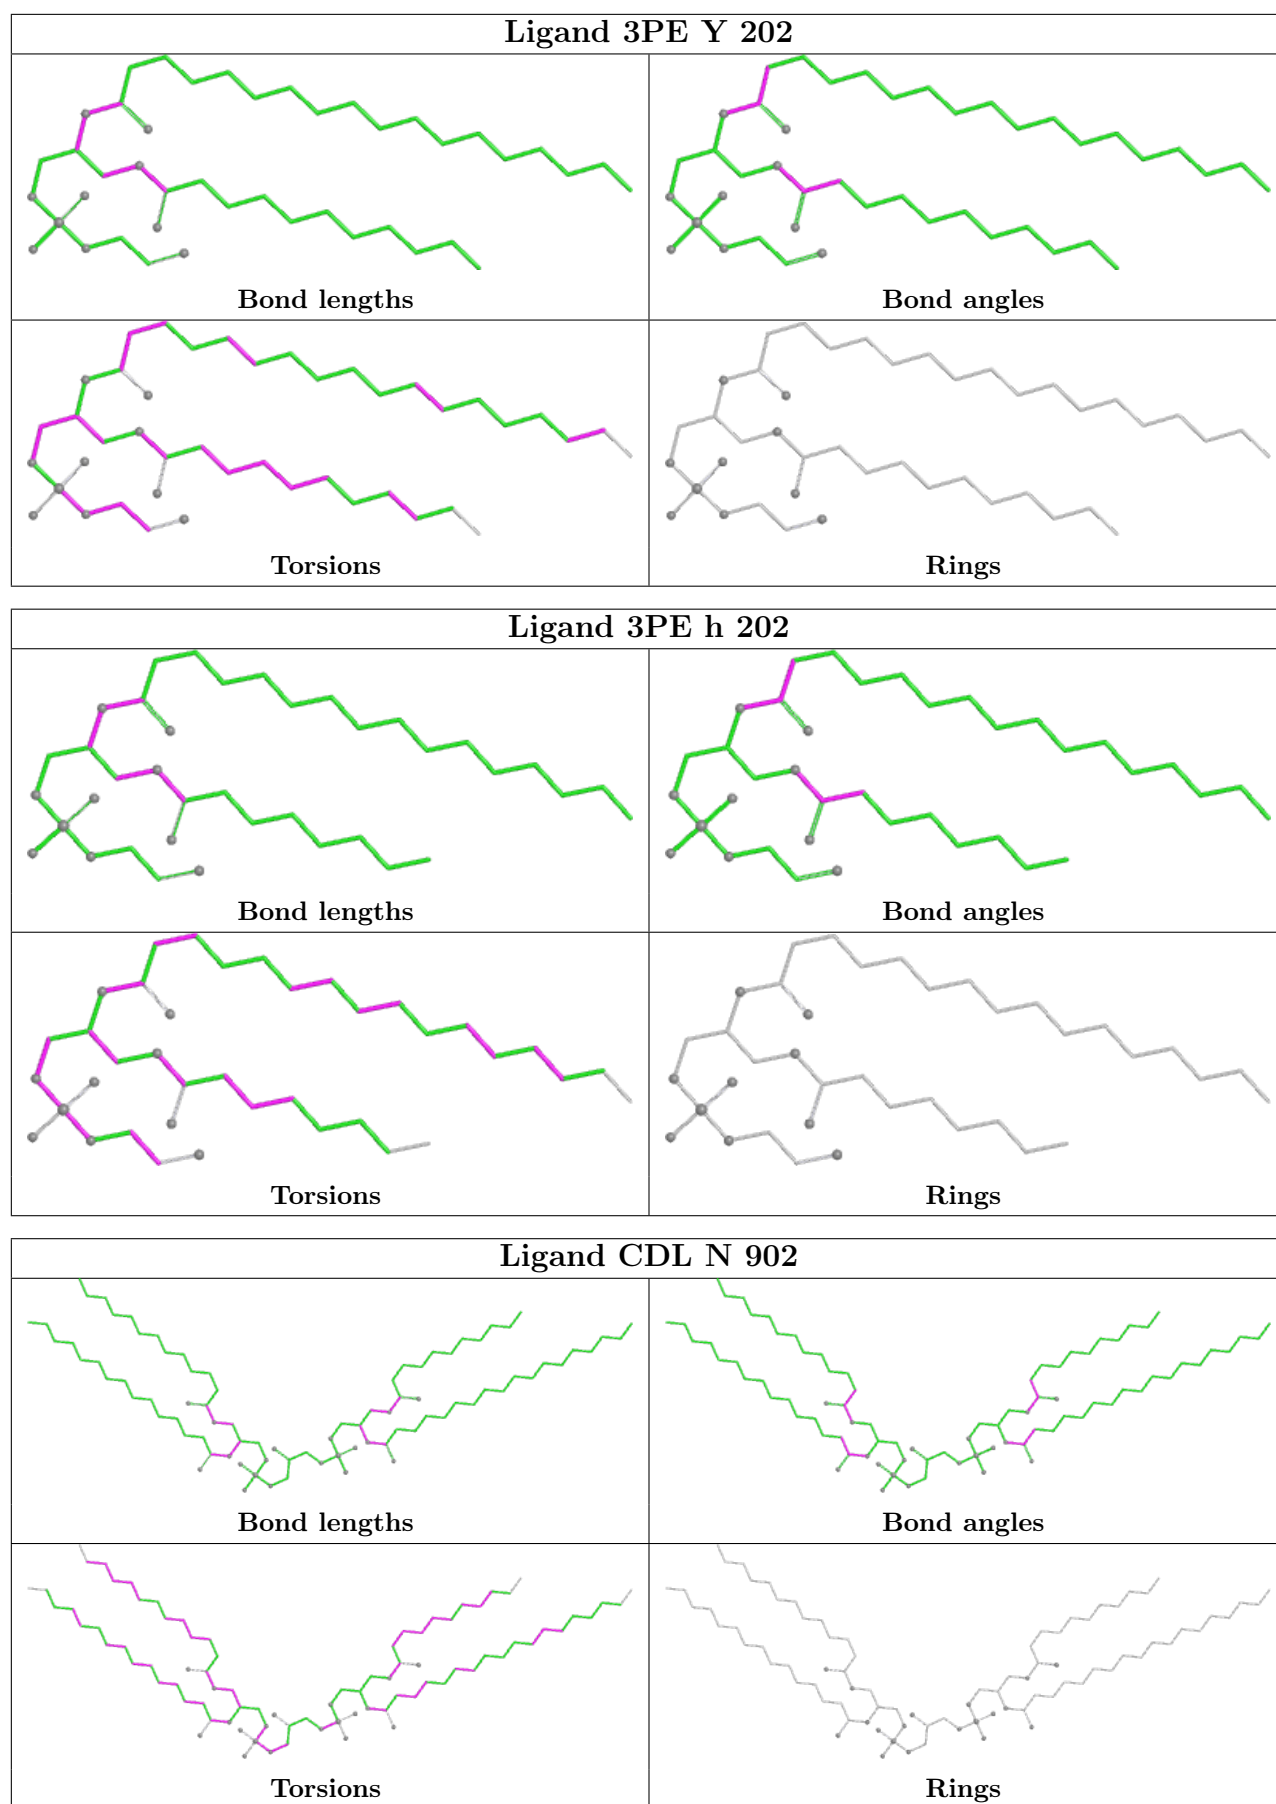 Ligand 3PE Y 202
Bond lengths
Bond angles
Torsions
Rings
Ligand 3PE h 202
Bond lengths
Bond angles
Torsions
Rings
Ligand CDL N 902
Bond lengths
Bond angles
Torsions
Rings